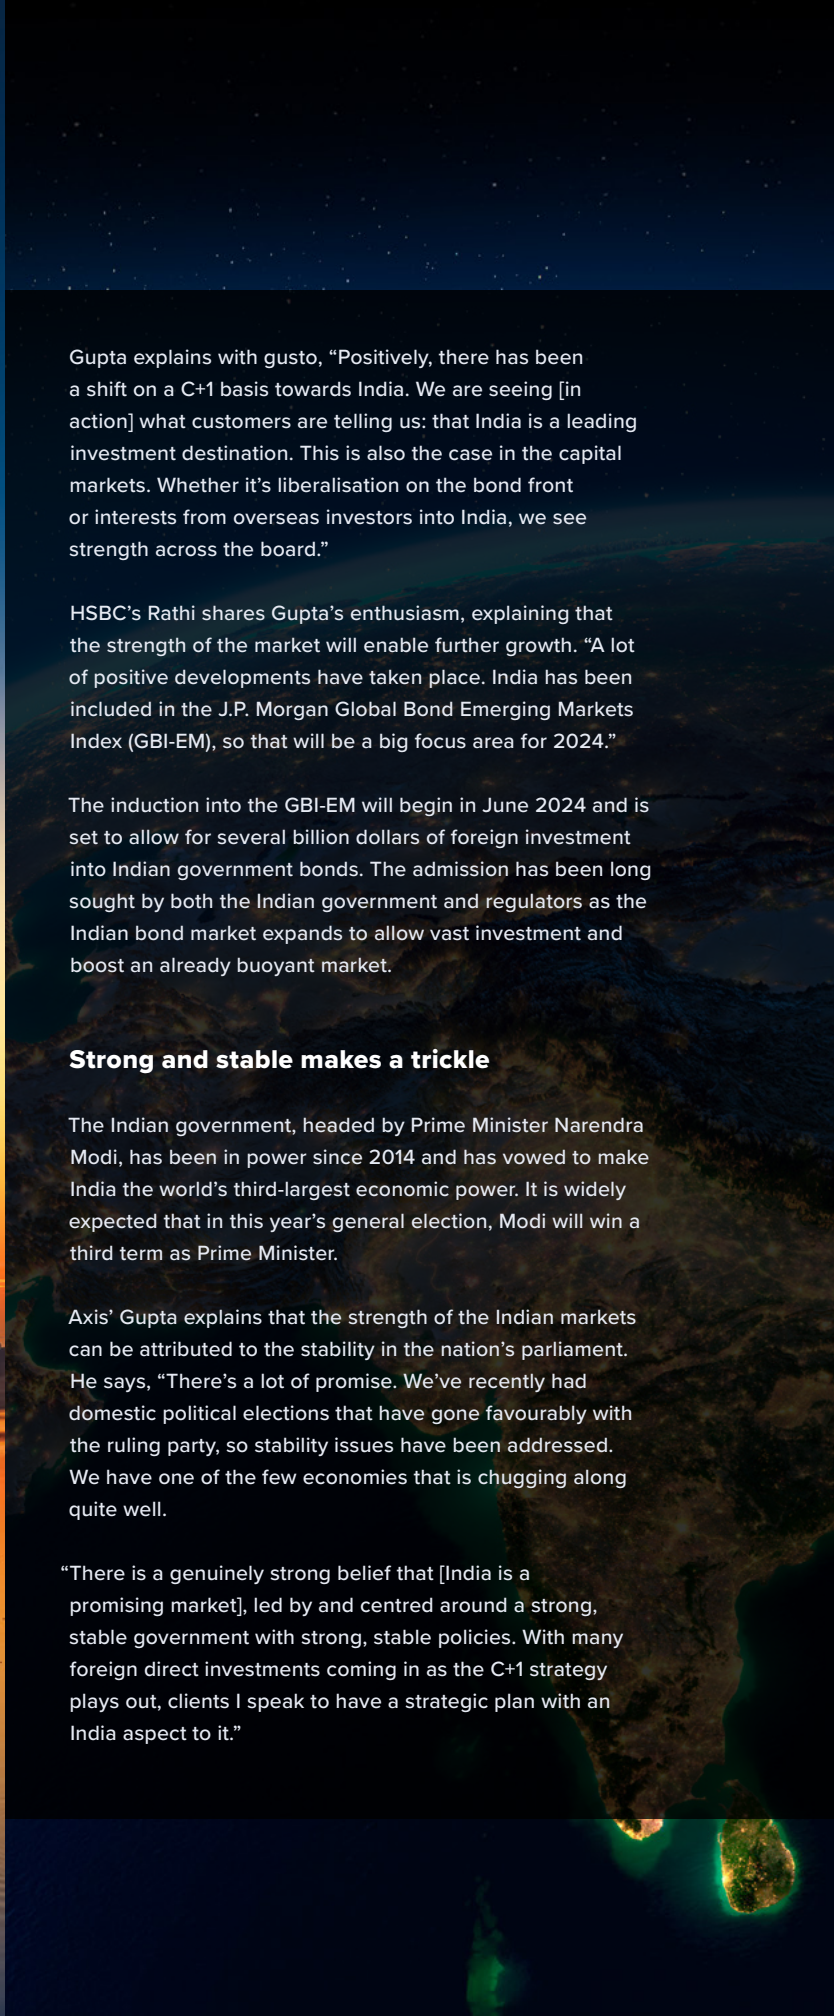 Gupta explains with gusto, “Positively, there has been
a shift on a C+1 basis towards India. We are seeing [in
action] what customers are telling us: that India is a leading
investment destination. This is also the case in the capital
markets. Whether it’s liberalisation on the bond front
or interests from overseas investors into India, we see
strength across the board.”
HSBC’s Rathi shares Gupta’s enthusiasm, explaining that
the strength of the market will enable further growth. “A lot
of positive developments have taken place. India has been
included in the J.P. Morgan Global Bond Emerging Markets
Index (GBI-EM), so that will be a big focus area for 2024.”
The induction into the GBI-EM will begin in June 2024 and is
set to allow for several billion dollars of foreign investment
into Indian government bonds. The admission has been long
sought by both the Indian government and regulators as the
Indian bond market expands to allow vast investment and
boost an already buoyant market.
Strong and stable makes a trickle
The Indian government, headed by Prime Minister Narendra
Modi, has been in power since 2014 and has vowed to make
India the world’s third-largest economic power. It is widely
expected that in this year’s general election, Modi will win a
third term as Prime Minister.
Axis’ Gupta explains that the strength of the Indian markets
can be attributed to the stability in the nation’s parliament.
He says, “There’s a lot of promise. We’ve recently had
domestic political elections that have gone favourably with
the ruling party, so stability issues have been addressed.
We have one of the few economies that is chugging along
quite well.
“There is a genuinely strong belief that [India is a
promising market], led by and centred around a strong,
stable government with strong, stable policies. With many
foreign direct investments coming in as the C+1 strategy
plays out, clients I speak to have a strategic plan with an
India aspect to it.”